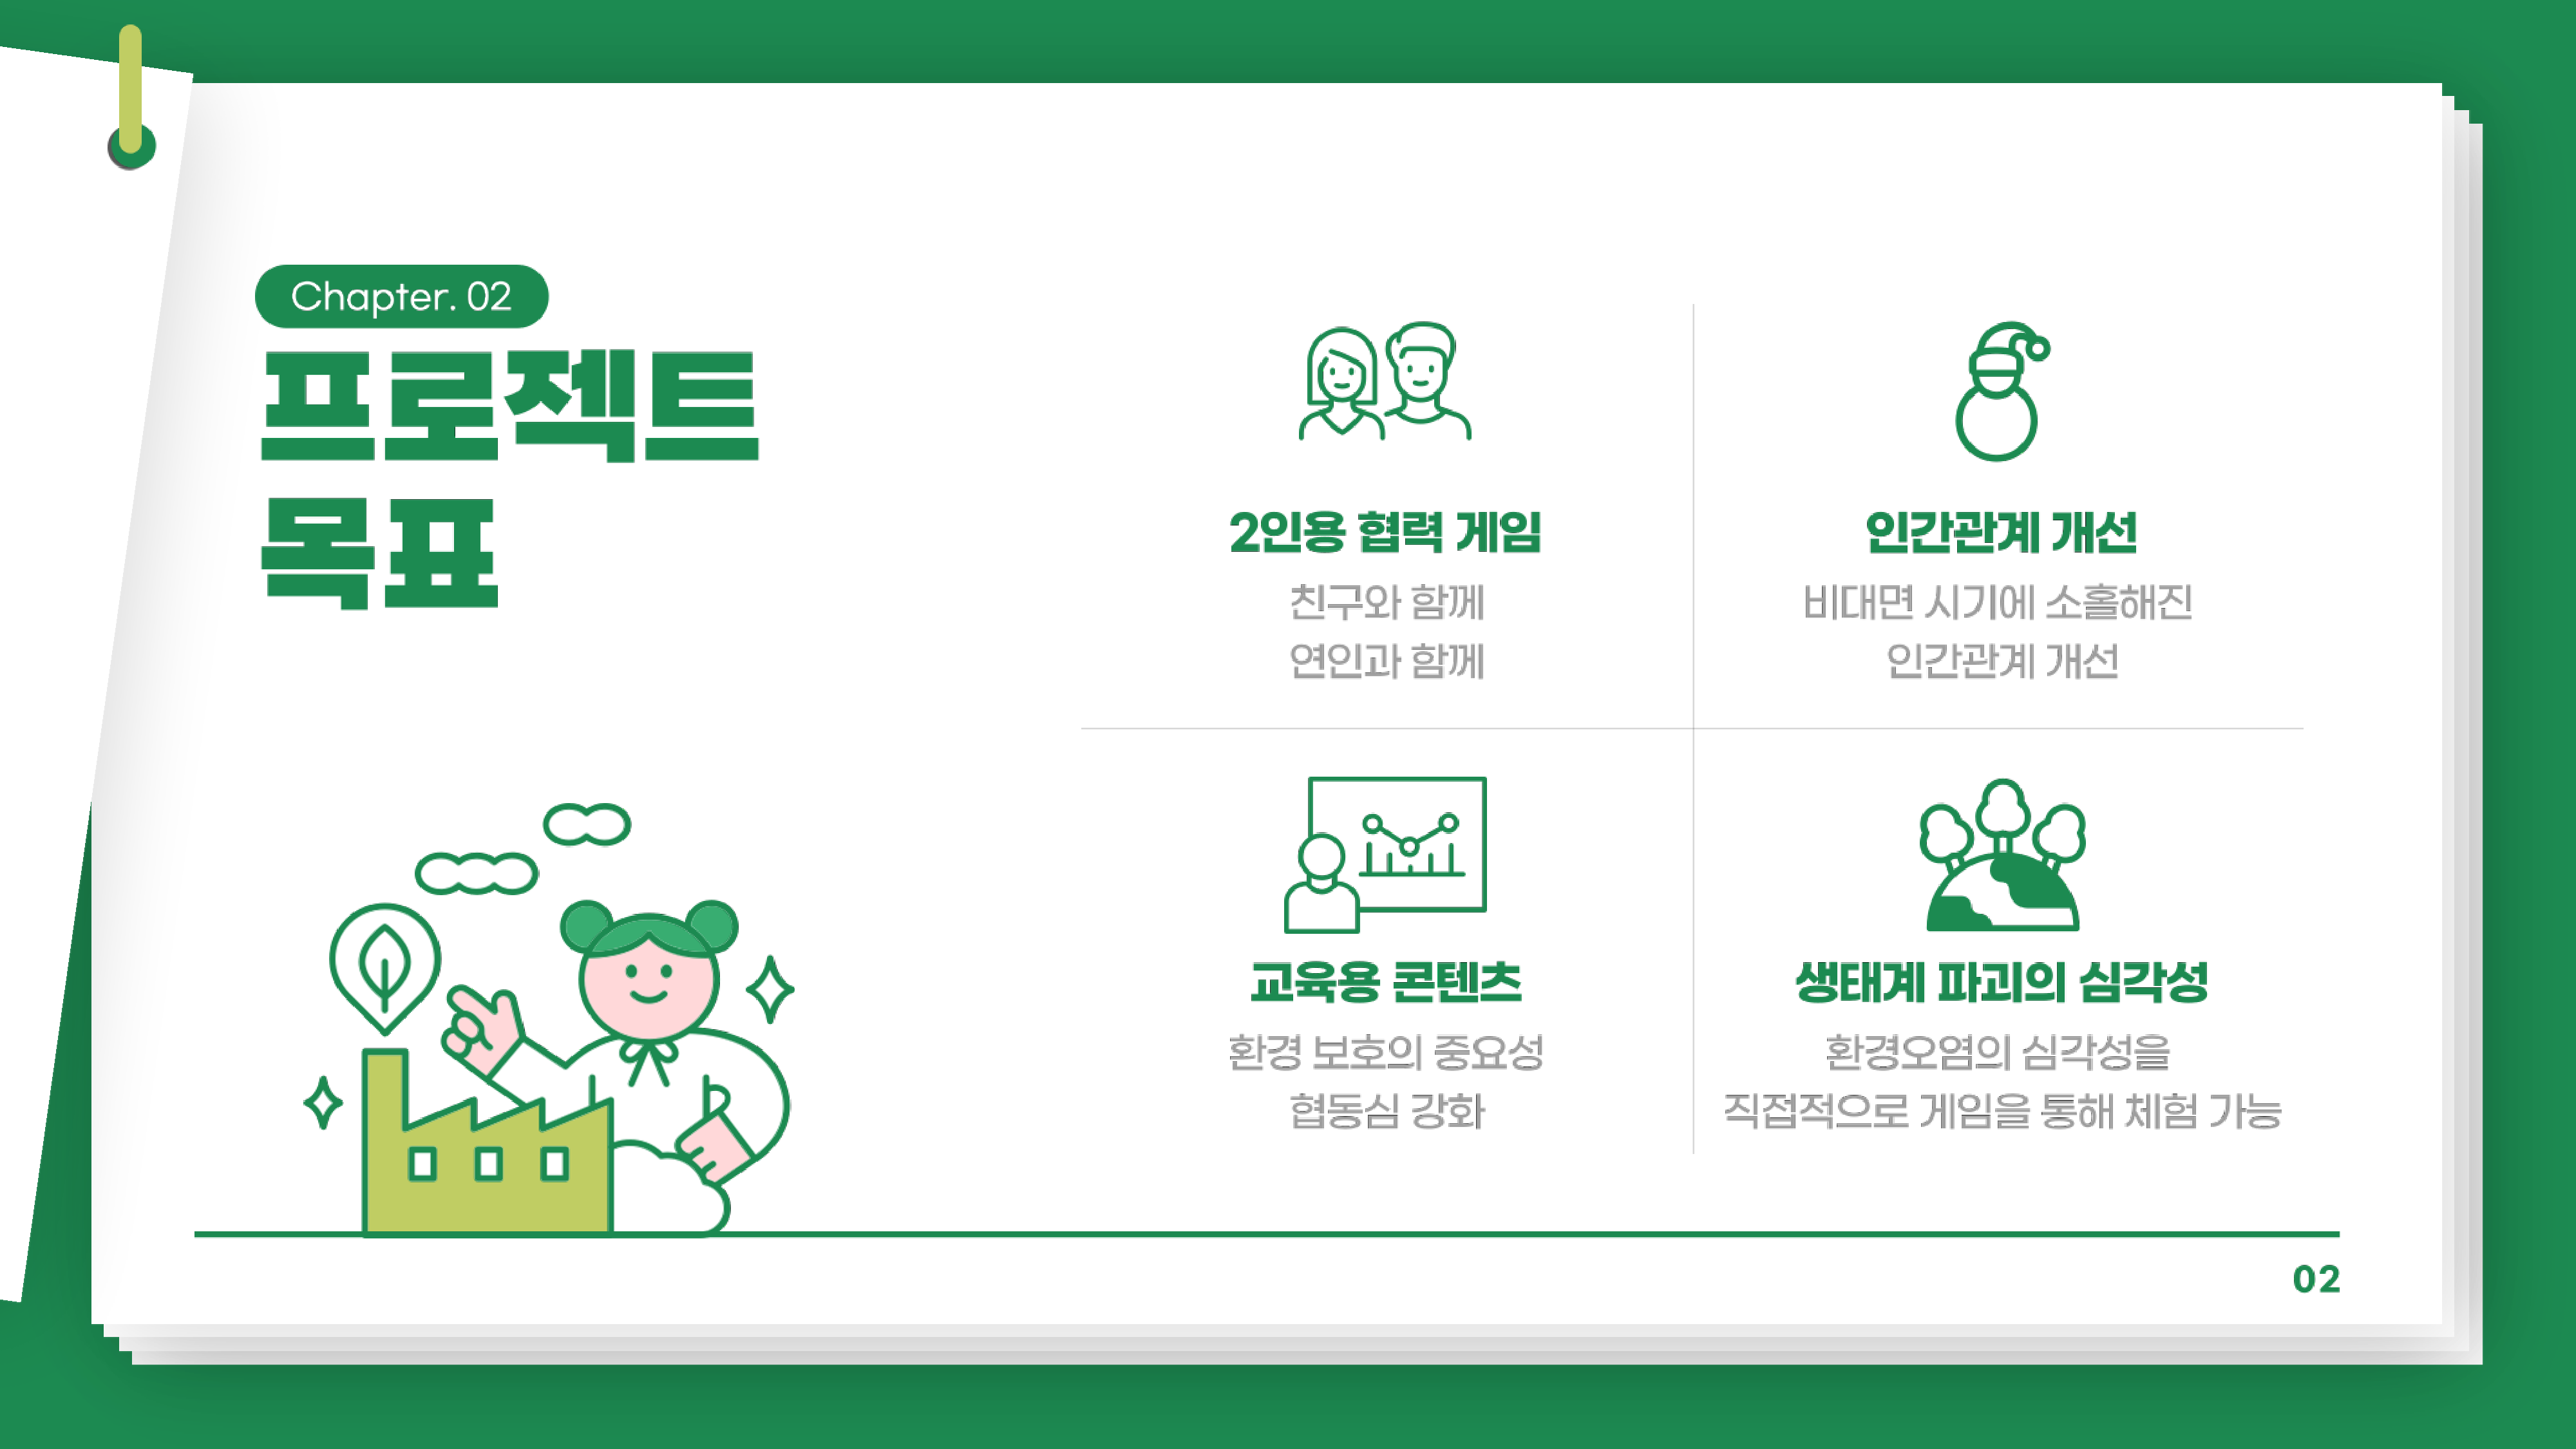 Chapter. 02
프로젝트
목표
2인용 협력 게임
친구와 함께
연인과 함께
인간관계 개선
비대면 시기에 소홀해진
인간관계 개선
교육용 콘텐츠
환경 보호의 중요성
협동심 강화
생태계 파괴의 심각성
환경오염의 심각성을
직접적으로 게임을 통해 체험 가능
02